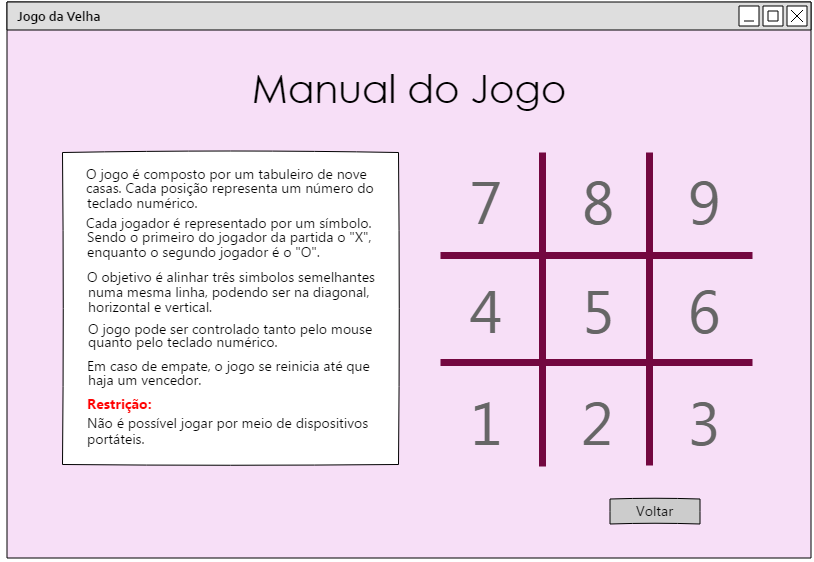 Jogo da Velha
Manual do Jogo
O jogo é composto por um tabuleiro de nove
casas. Cada posição representa um número do
teclado numérico.
Cada jogador é representado por um símbolo.
Sendo o primeiro do jogador da partida o "X",
enquanto o segundo jogador é o "O".
O objetivo é alinhar três simbolos semelhantes
numa mesma linha, podendo ser na diagonal,
horizontal e vertical.
O jogo pode ser controlado tanto pelo mouse
quanto pelo teclado numérico.
Em caso de empate, o jogo se reinicia até que
haja um vencedor.
Restrição:
Não é possível jogar por meio de dispositivos
portáteis.
7 8 9
4 5 6
1 2 3
Voltar